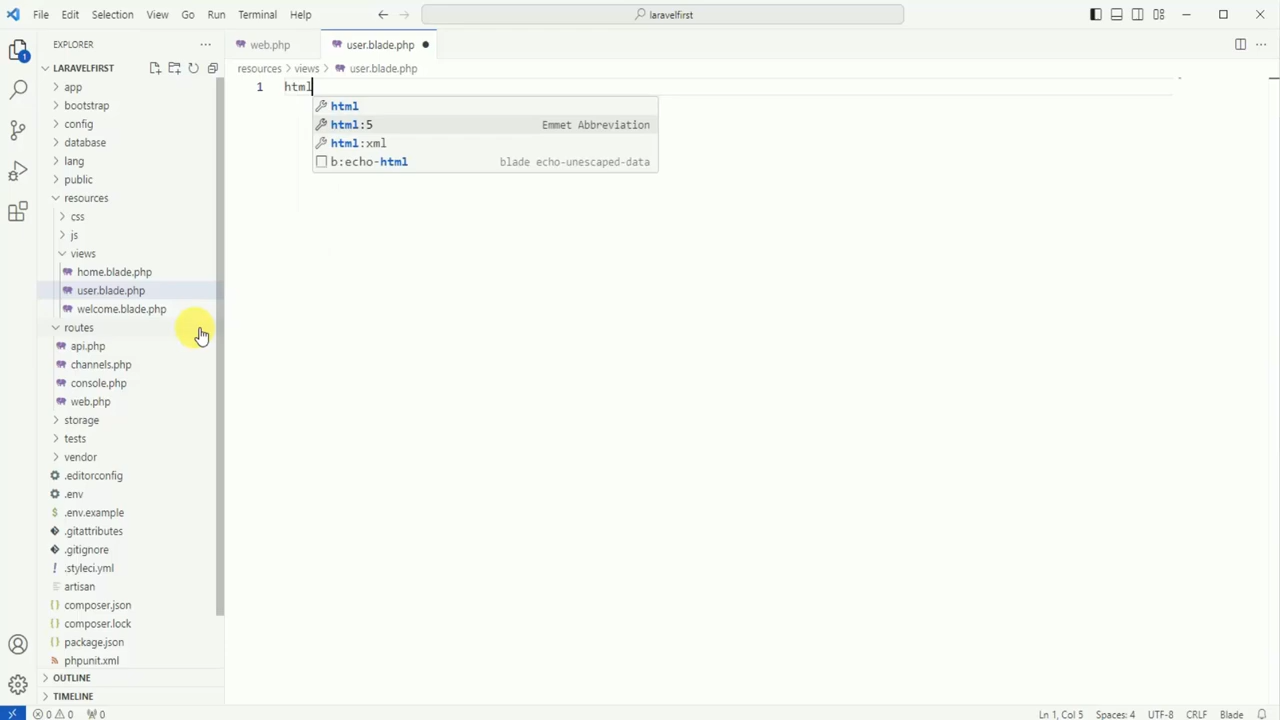 File Edit Selection View Go Run Terminal Help
laravelfirst
1
EXPLORER
LARAVELFIRST
app
bootstrap
config
database
lang
public
resources
css
js
views
home.blade.php
user.blade.php
welcome.blade.php
routes
api.php
channels.php
console.php
web.php
storage
tests
vendor
.editorconfig
.env
.env.example
.gitattributes
.gitignore
.styleci.yml
artisan
composer.json
composer.lock
package.json
phpunit.xml
OUTLINE
TIMELINE
web.php user.blade.php
resources > views > user.blade.php
1 html
html
html:5 Emmet Abbreviation
html:xml
b:echo-html blade echo-unescaped-data
0 0 0 Ln 1, Col 5 Spaces: 4 UTF-8 CRLF Blade